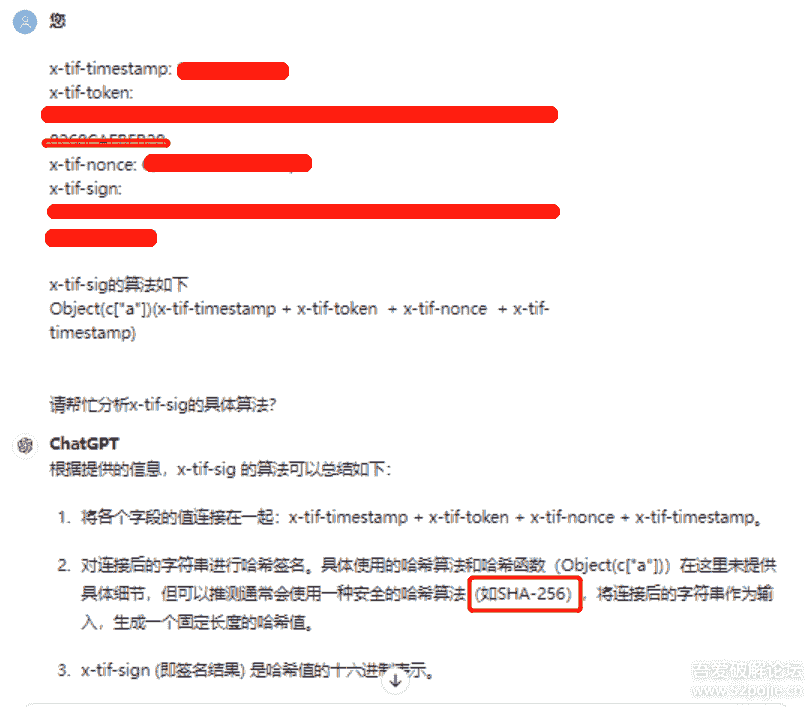 您
x-tif-timestamp:
x-tif-token:
x-tif-nonce:
x-tif-sign:
x-tif-sig的算法如下
Object(c["a"])(x-tif-timestamp + x-tif-token + x-tif-nonce + x-tif-
timestamp)
请帮忙分析x-tif-sig的具体算法?
ChatGPT
根据提供的信息，x-tif-sig 的算法可以总结如下：
1. 将各个字段的值连接在一起：x-tif-timestamp + x-tif-token + x-tif-nonce + x-tif-timestamp。
2. 对连接后的字符串进行哈希签名。具体使用的哈希算法和哈希函数（Object(c["a"])）在这里未提供
具体细节，但可以推测通常会使用一种安全的哈希算法（如SHA-256），将连接后的字符串作为输
入，生成一个固定长度的哈希值。
3. x-tif-sign (即签名结果) 是哈希值的十六进制表示。
吾爱破解论坛
www.52pojie.cn